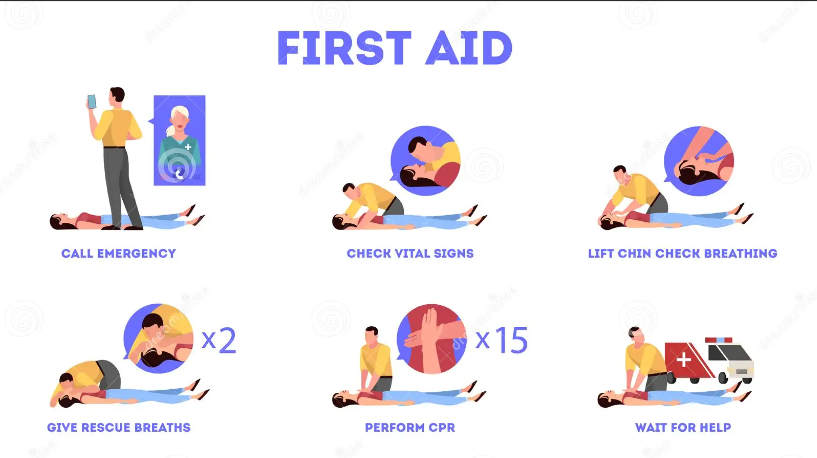 FIRST AID
CALL EMERGENCY
CHECK VITAL SIGNS
LIFT CHIN CHECK BREATHING
x2
GIVE RESCUE BREATHS
x15
PERFORM CPR
WAIT FOR HELP